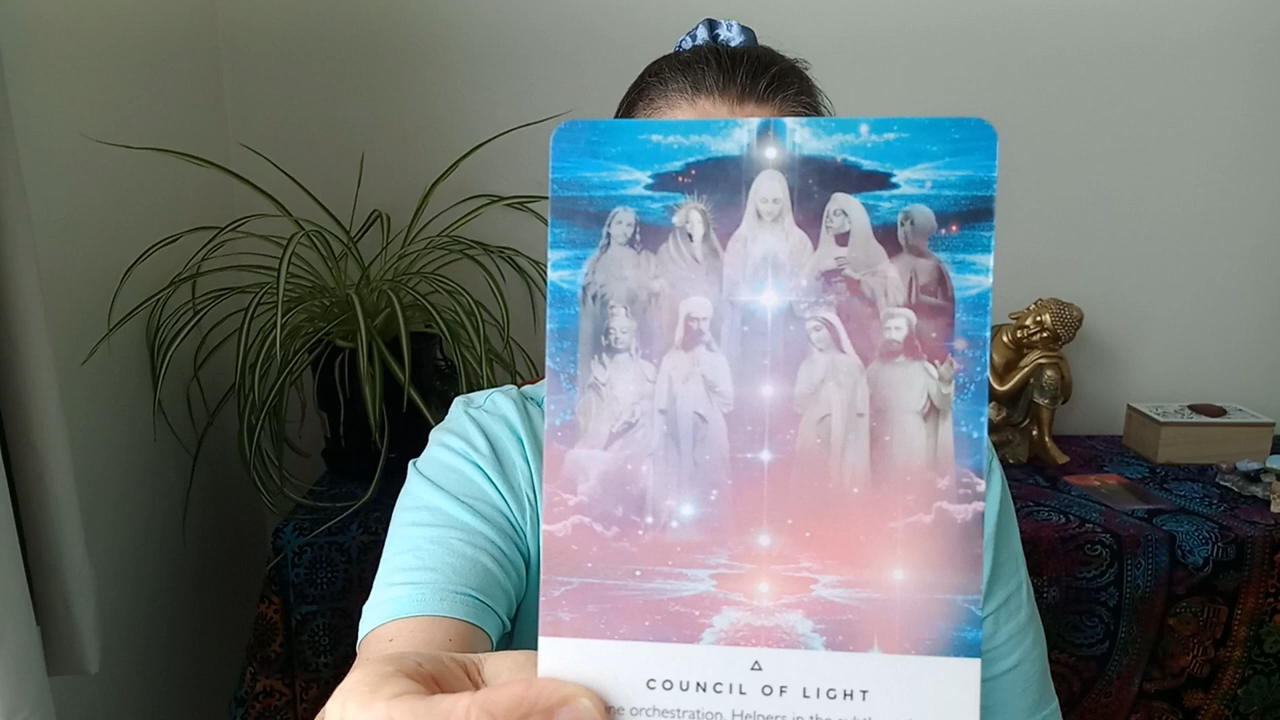 COUNCIL OF LIGHT
orchestration. Helpers in the